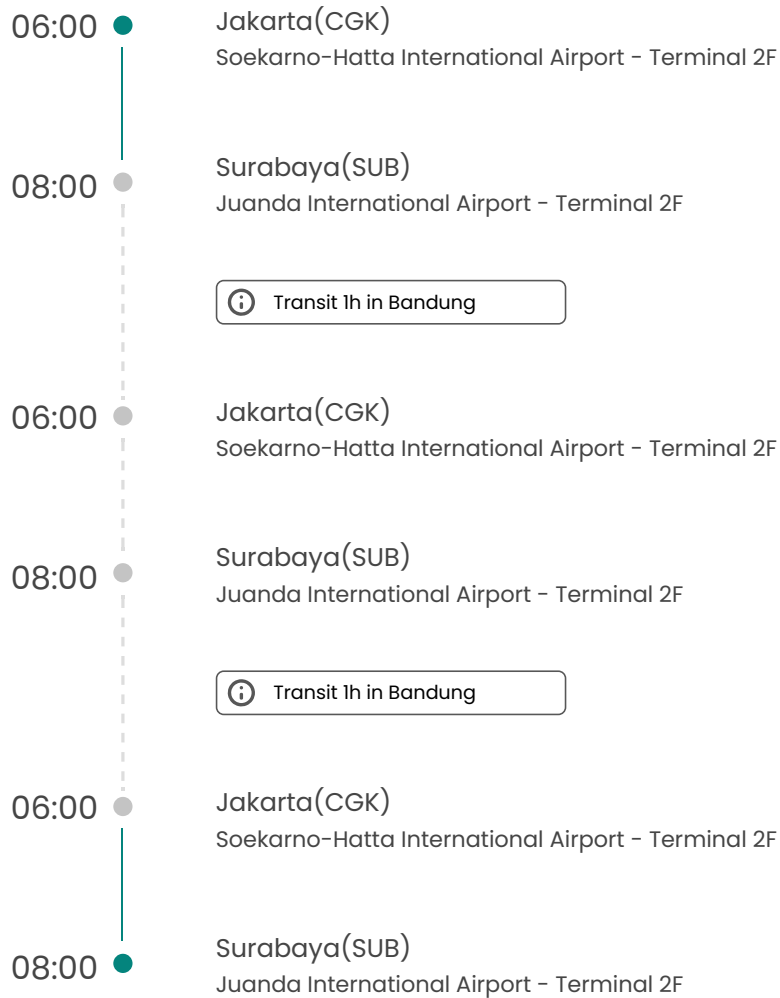 06:00 Jakarta(CGK)
Soekarno-Hatta International Airport - Terminal 2F
08:00 Surabaya(SUB)
Juanda International Airport - Terminal 2F
Transit 1h in Bandung
06:00 Jakarta(CGK)
Soekarno-Hatta International Airport - Terminal 2F
08:00 Surabaya(SUB)
Juanda International Airport - Terminal 2F
Transit 1h in Bandung
06:00 Jakarta(CGK)
Soekarno-Hatta International Airport - Terminal 2F
08:00 Surabaya(SUB)
Juanda International Airport - Terminal 2F